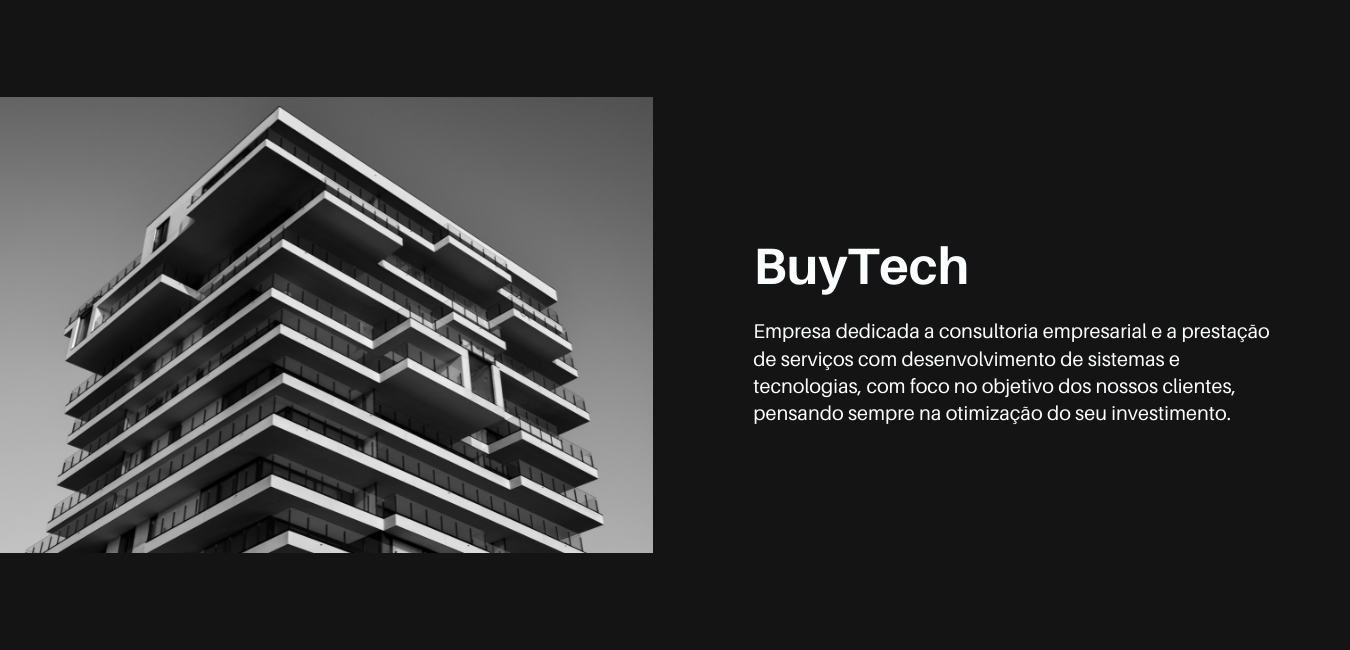 BuyTech
Empresa dedicada a consultoria empresarial e a prestação
de serviços com desenvolvimento de sistemas e
tecnologias, com foco no objetivo dos nossos clientes,
pensando sempre na otimização do seu investimento.